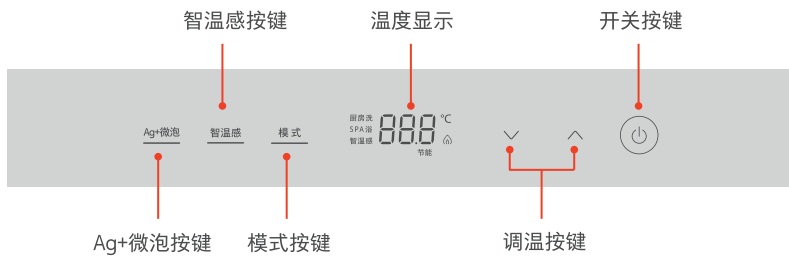 智温感按键 温度显示 开关按键
厨房洗
SPA浴
智温感
88.8 ℃
节能
Ag+微泡 智温感 模式
Ag+微泡按键 模式按键 调温按键